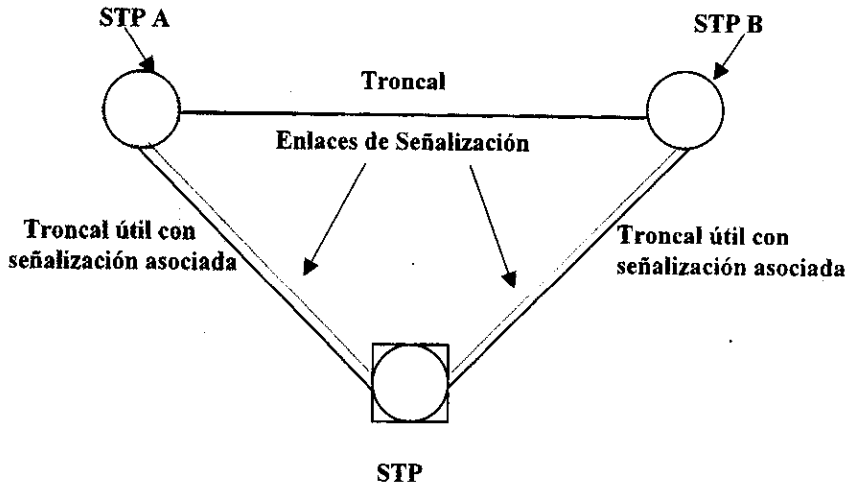 STP A
STP B
Troncal
Enlaces de Señalización
Troncal útil con
señalización asociada
Troncal útil con
señalización asociada
STP